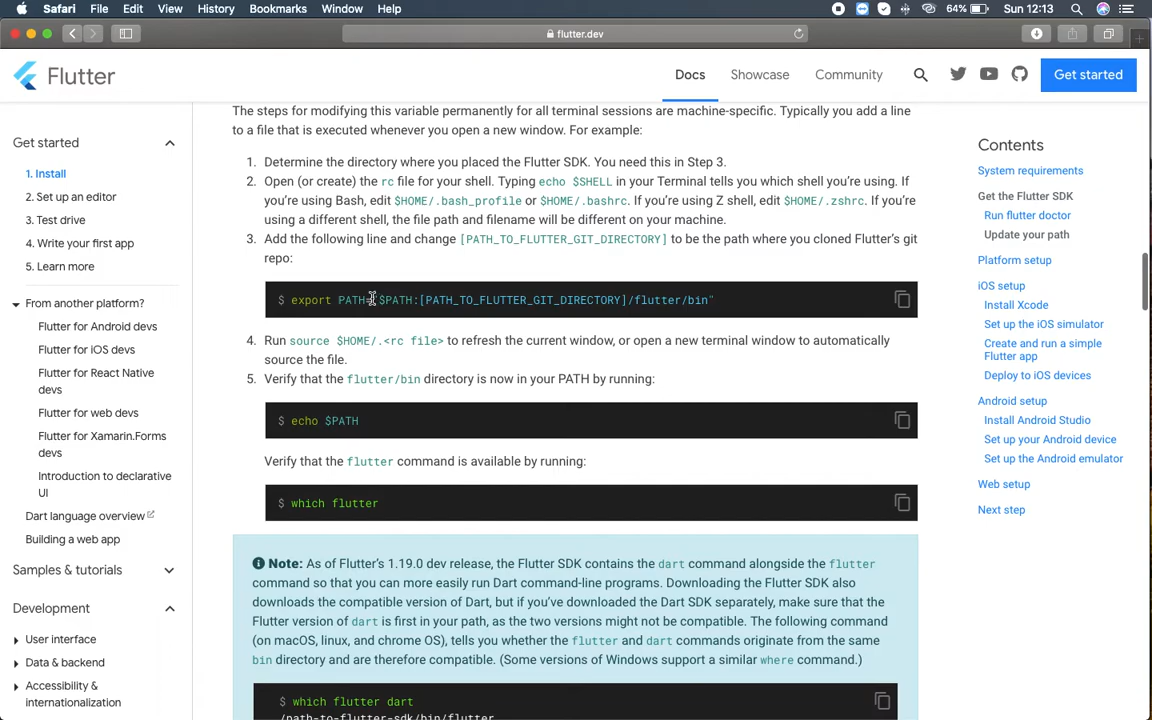 Safari File Edit View History Bookmarks Window Help 64% Sun 12:13
flutter.dev
Flutter Docs Showcase Community Get started
Get started
1. Install
2. Set up an editor
3. Test drive
4. Write your first app
5. Learn more
From another platform?
Flutter for Android devs
Flutter for iOS devs
Flutter for React Native
devs
Flutter for web devs
Flutter for Xamarin.Forms
devs
Introduction to declarative
UI
Dart language overview
Building a web app
Samples & tutorials
Development
User interface
Data & backend
Accessibility &
internationalization
The steps for modifying this variable permanently for all terminal sessions are machine-specific. Typically you add a line
to a file that is executed whenever you open a new window. For example:
1. Determine the directory where you placed the Flutter SDK. You need this in Step 3.
2. Open (or create) the rc file for your shell. Typing echo $SHELL in your Terminal tells you which shell you're using. If
you're using Bash, edit $HOME/.bash_profile or $HOME/.bashrc. If you're using Z shell, edit $HOME/.zshrc. If you're
using a different shell, the file path and filename will be different on your machine.
3. Add the following line and change [PATH_TO_FLUTTER_GIT_DIRECTORY] to be the path where you cloned Flutter's git
repo:
$ export PATH="$PATH:[PATH_TO_FLUTTER_GIT_DIRECTORY]/flutter/bin"
4. Run source $HOME/.<rc file> to refresh the current window, or open a new terminal window to automatically
source the file.
5. Verify that the flutter/bin directory is now in your PATH by running:
$ echo $PATH
Verify that the flutter command is available by running:
$ which flutter
Note: As of Flutter's 1.19.0 dev release, the Flutter SDK contains the dart command alongside the flutter
command so that you can more easily run Dart command-line programs. Downloading the Flutter SDK also
downloads the compatible version of Dart, but if you've downloaded the Dart SDK separately, make sure that the
Flutter version of dart is first in your path, as the two versions might not be compatible. The following command
(on macOS, linux, and chrome OS), tells you whether the flutter and dart commands originate from the same
bin directory and are therefore compatible. (Some versions of Windows support a similar where command.)
$ which flutter dart
/path-to-flutter-sdk/bin/flutter
Contents
System requirements
Get the Flutter SDK
Run flutter doctor
Update your path
Platform setup
iOS setup
Install Xcode
Set up the iOS simulator
Create and run a simple
Flutter app
Deploy to iOS devices
Android setup
Install Android Studio
Set up your Android device
Set up the Android emulator
Web setup
Next step